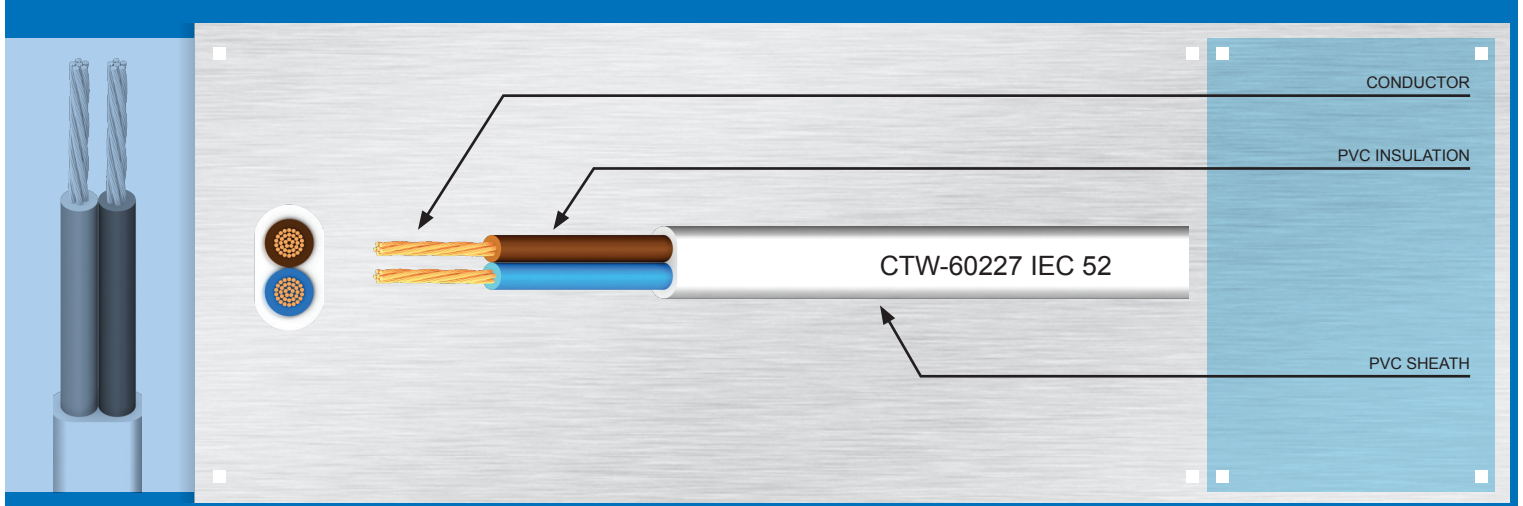 CONDUCTOR
PVC INSULATION
CTW-60227 IEC 52
PVC SHEATH